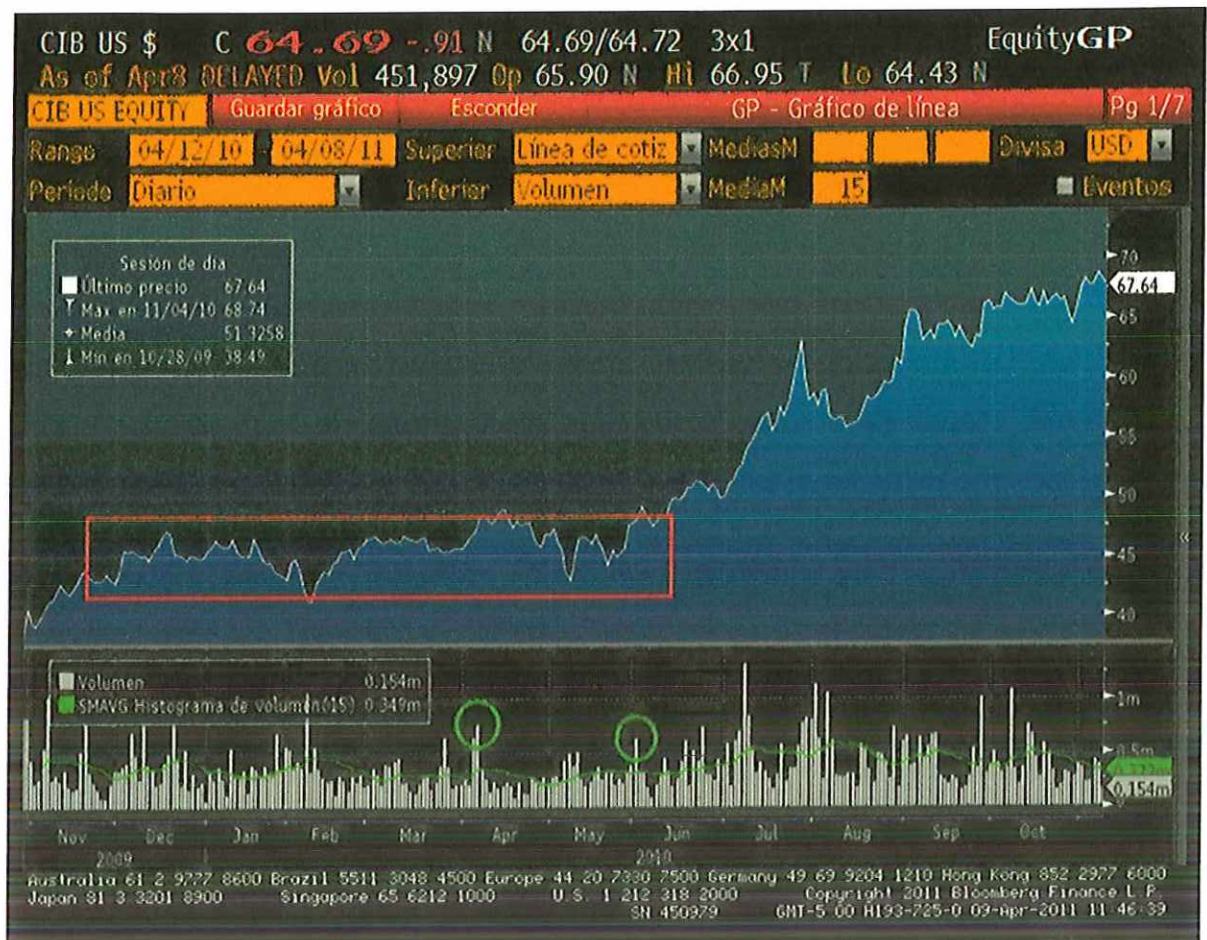 CIB US $ C 64.69 -.91 N 64.69/64.72 3x1 EquityGP
As of Apr8 DELAYED Vol 451,897 Op 65.90 N Hi 66.95 T Lo 64.43 N
CIB US EQUITY Guardar gráfico Esconder GP - Gráfico de línea Pg 1/7
Rango 04/12/10 - 04/08/11 Superior Línea de cotiz MediasM Divisa USD
Período Diario Inferior Volumen MediaM 15 Eventos
Sesión de día
Último precio 67.64
Máx en 11/04/10 68.74
Media 51.3258
Mín en 10/28/09 38.49
70
67.64
65
60
55
50
45
40
«
Volumen 0.154m
SMAVG Histograma de volumen(15) 0.349m
1m
0.5m
0.154m
Nov Dec Jan Feb Mar Apr May Jun Jul Aug Sep Oct
2009 2010
Australia 61 2 9777 8600 Brazil 5511 3048 4500 Europe 44 20 7330 7500 Germany 49 69 9204 1210 Hong Kong 852 2977 6000
Japan 81 3 3201 8900 Singapore 65 6212 1000 U.S. 1 212 318 2000 Copyright 2011 Bloomberg Finance L.P.
SN 450979 GMT-5:00 H193-725-0 09-Apr-2011 11:46:39